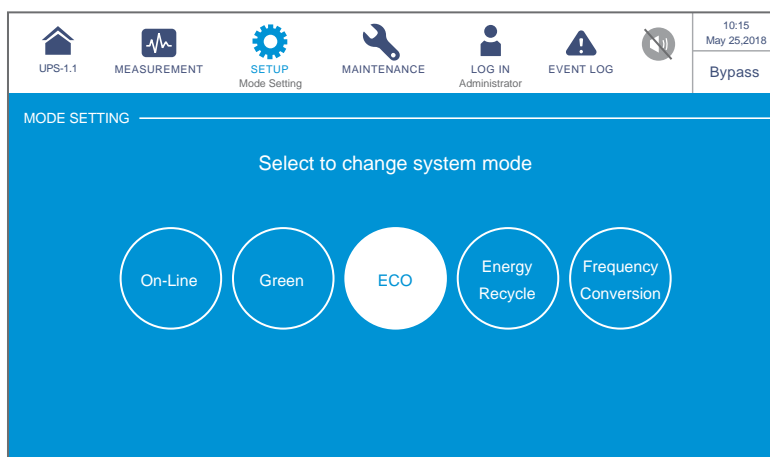 UPS-1.1
MEASUREMENT
SETUP
Mode Setting
MAINTENANCE
LOG IN
Administrator
EVENT LOG
10:15
May 25,2018
Bypass
MODE SETTING
Select to change system mode
On-Line
Green
ECO
Energy
Recycle
Frequency
Conversion